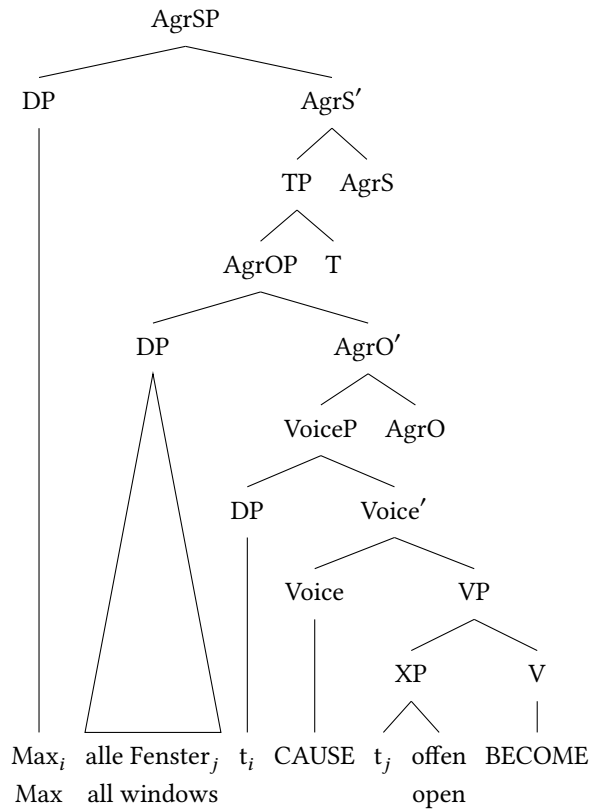 AgrSP
DP AgrS′
TP AgrS
AgrOP T
DP AgrO′
VoiceP AgrO
DP Voice′
Voice VP
XP V
Maxᵢ alle Fensterⱼ tᵢ CAUSE tⱼ offen BECOME
Max all windows open